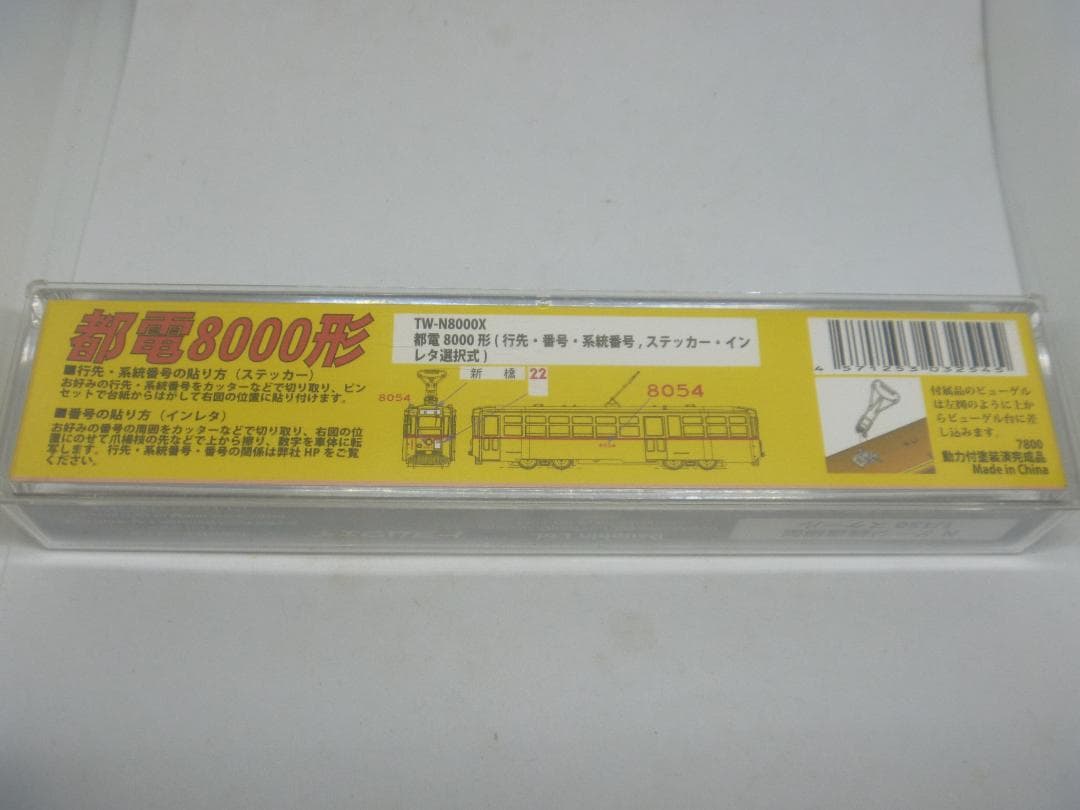 都電8000形
■行先・系統番号の貼り方（ステッカー）
お好みの行先・系統番号をカッターなどで切り取り、ピン
セットで台紙からはがして右図の位置に貼り付けます。
■番号の貼り方（インレタ）
お好みの番号の周囲をカッターなどで切り取り、右図の位
置にのせて爪楊枝の先などで上から擦り、数字を車体に転
写します。行先・系統番号・番号の関係は弊社 HP をご覧
ください。
TW-N8000X
都電 8000 形 ( 行先・番号・系統番号 , ステッカー・イン
レタ選択式 )
新 橋 22
8054
8054
付属品のビューゲル
は左図のように上か
らビューゲル台に差
し込みます。
7800
動力付塗装済完成品
Made in China